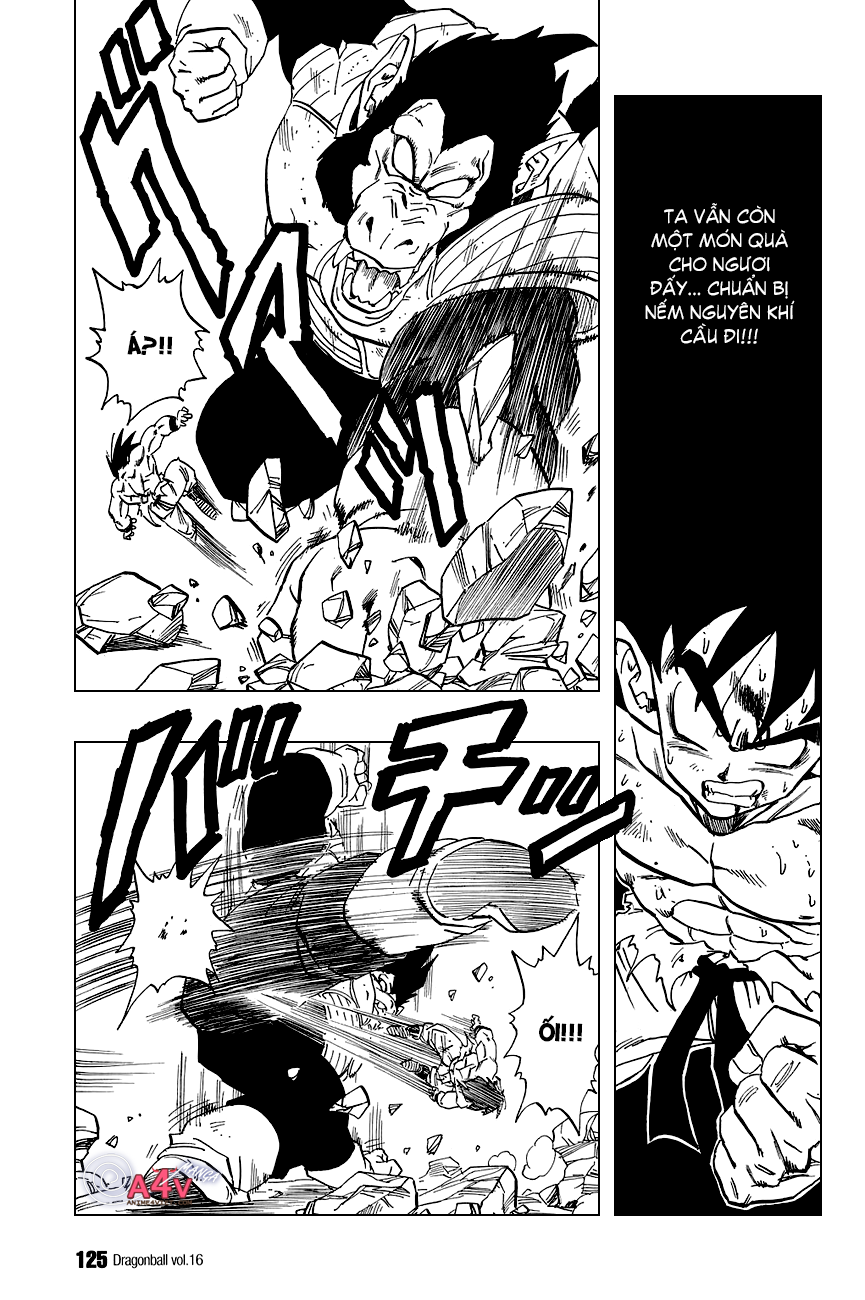 TA VẪN CÒN
MỘT MÓN QUÀ
CHO NGƯƠI
ĐẤY... CHUẨN BỊ
NẾM NGUYÊN KHÍ
CẦU ĐI!!!
Á?!!
ỐI!!!
A4V
MANGA
125 Dragonball vol.16